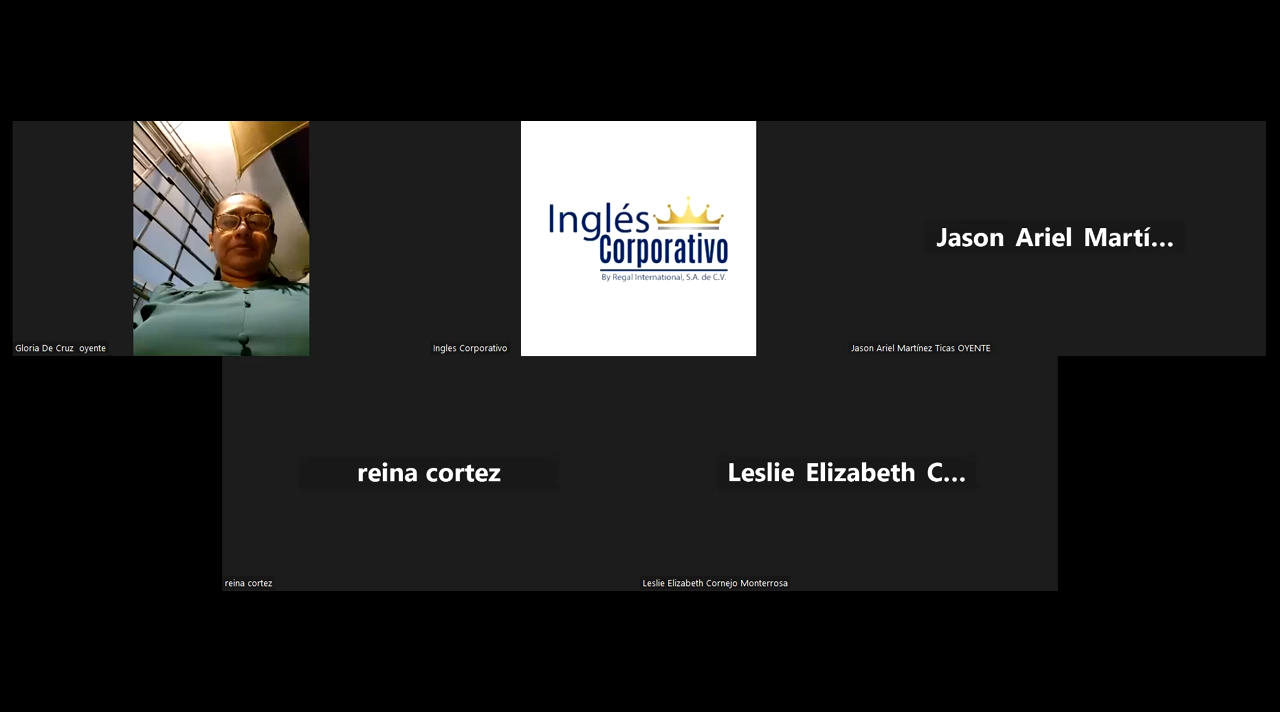 Inglés
Corporativo
By Regal International, S.A. de C.V.
Jason Ariel Martí...
Gloria De Cruz oyente
Ingles Corporativo
Jason Ariel Martínez Ticas OYENTE
reina cortez
Leslie Elizabeth C...
reina cortez
Leslie Elizabeth Cornejo Monterrosa